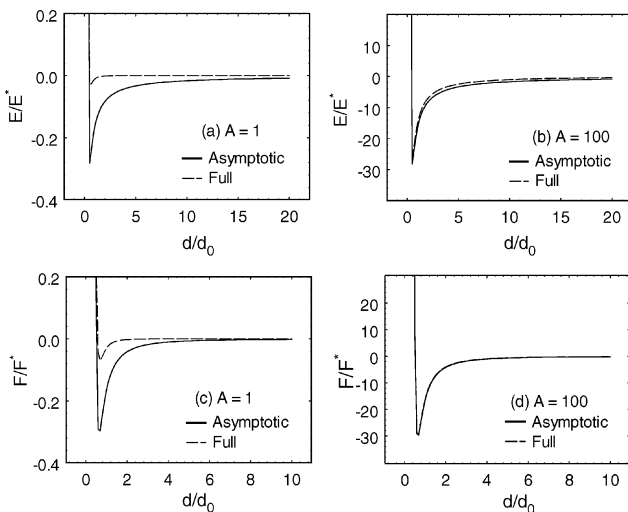 0.2
0.0
-0.2
-0.4
E/E*
(a) A = 1
Asymptotic
Full
0 5 10 15 20
d/d0
20
10
0
-10
-20
-30
E/E*
(b) A = 100
Asymptotic
Full
0 5 10 15 20
d/d0
0.2
0.0
-0.2
-0.4
F/F*
(c) A = 1
Asymptotic
Full
0 2 4 6 8 10
d/d0
20
10
0
-10
-20
-30
F/F*
(d) A = 100
Asymptotic
Full
0 2 4 6 8 10
d/d0